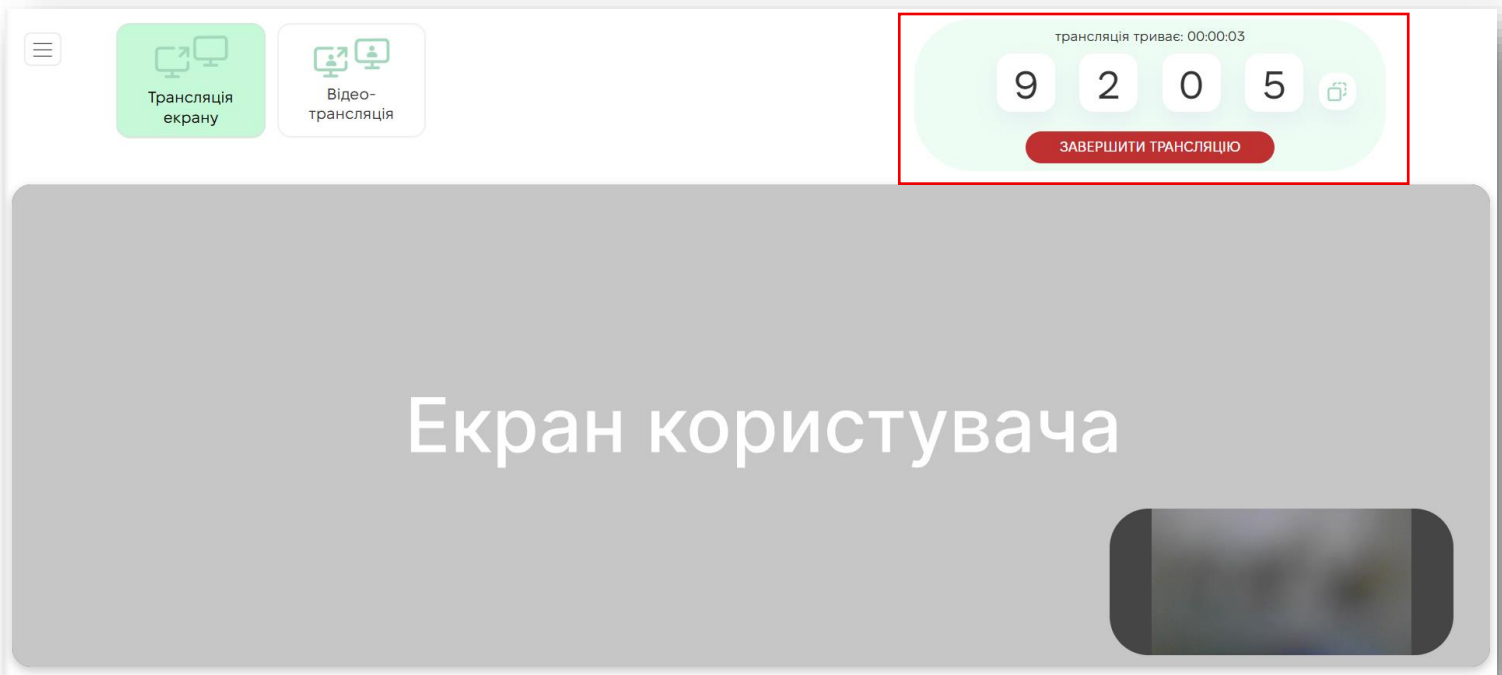 Трансляція
екрану
Відео-
трансляція
трансляція триває: 00:00:03
9 2 0 5
ЗАВЕРШИТИ ТРАНСЛЯЦІЮ
Екран користувача